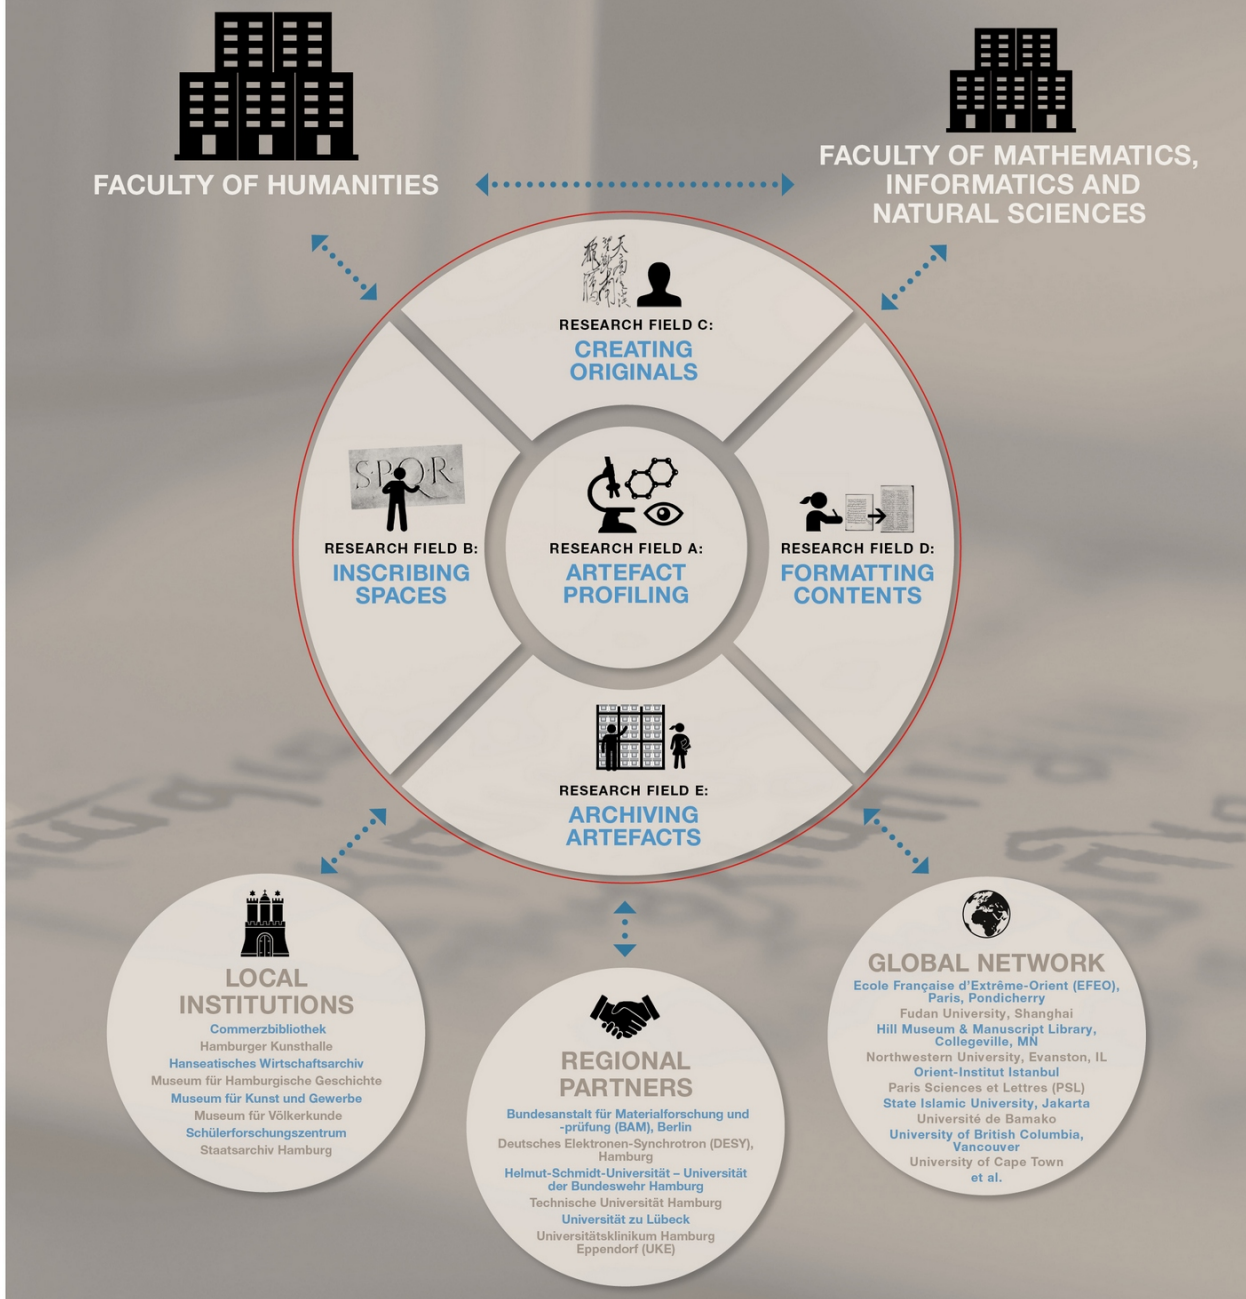 FACULTY OF HUMANITIES
FACULTY OF MATHEMATICS,
INFORMATICS AND
NATURAL SCIENCES
RESEARCH FIELD C:
CREATING
ORIGINALS
S·P·Q·R·
RESEARCH FIELD B:
INSCRIBING
SPACES
RESEARCH FIELD A:
ARTEFACT
PROFILING
RESEARCH FIELD D:
FORMATTING
CONTENTS
RESEARCH FIELD E:
ARCHIVING
ARTEFACTS
LOCAL
INSTITUTIONS
Commerzbibliothek
Hamburger Kunsthalle
Hanseatisches Wirtschaftsarchiv
Museum für Hamburgische Geschichte
Museum für Kunst und Gewerbe
Museum für Völkerkunde
Schülerforschungszentrum
Staatsarchiv Hamburg
REGIONAL
PARTNERS
Bundesanstalt für Materialforschung und
-prüfung (BAM), Berlin
Deutsches Elektronen-Synchrotron (DESY),
Hamburg
Helmut-Schmidt-Universität – Universität
der Bundeswehr Hamburg
Technische Universität Hamburg
Universität zu Lübeck
Universitätsklinikum Hamburg
Eppendorf (UKE)
GLOBAL NETWORK
Ecole Française d'Extrême-Orient (EFEO),
Paris, Pondicherry
Fudan University, Shanghai
Hill Museum & Manuscript Library,
Collegeville, MN
Northwestern University, Evanston, IL
Orient-Institut Istanbul
Paris Sciences et Lettres (PSL)
State Islamic University, Jakarta
Université de Bamako
University of British Columbia,
Vancouver
University of Cape Town
et al.